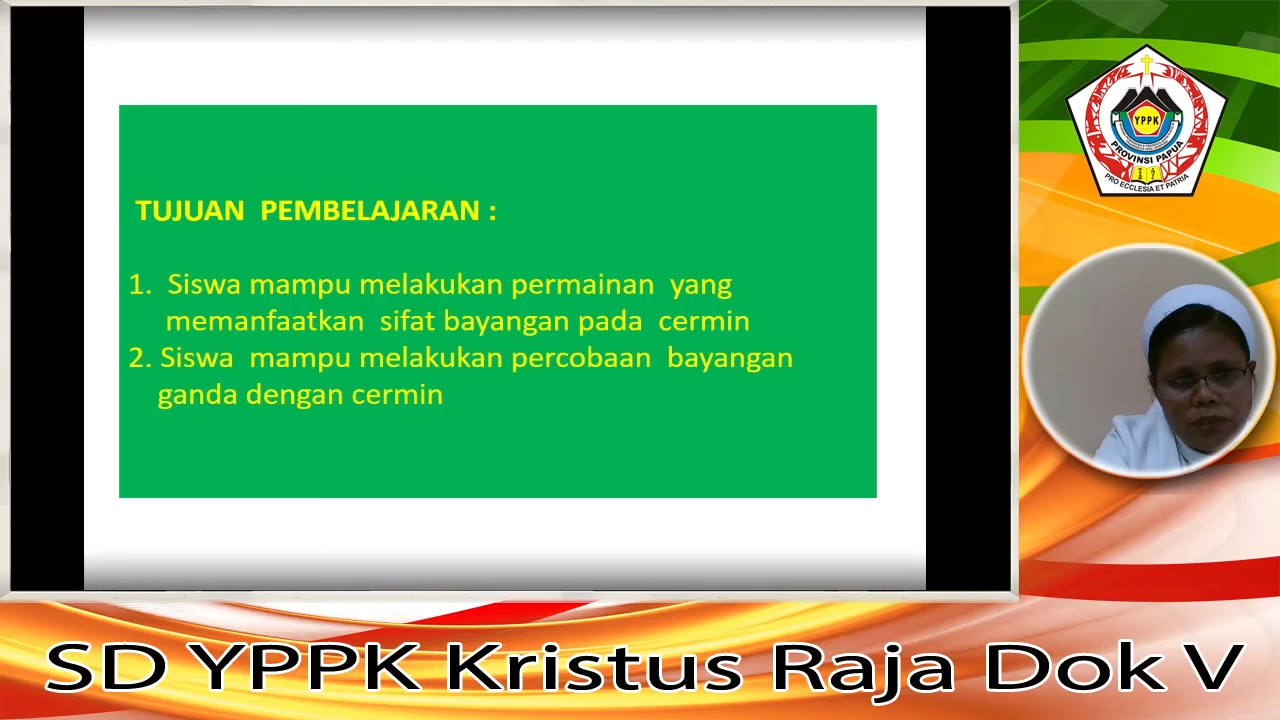 TUJUAN PEMBELAJARAN :
1. Siswa mampu melakukan permainan yang
memanfaatkan sifat bayangan pada cermin
2. Siswa mampu melakukan percobaan bayangan
ganda dengan cermin
YPPK
PROVINSI PAPUA
PRO ECCLESIA ET PATRIA
SD YPPK Kristus Raja Dok V